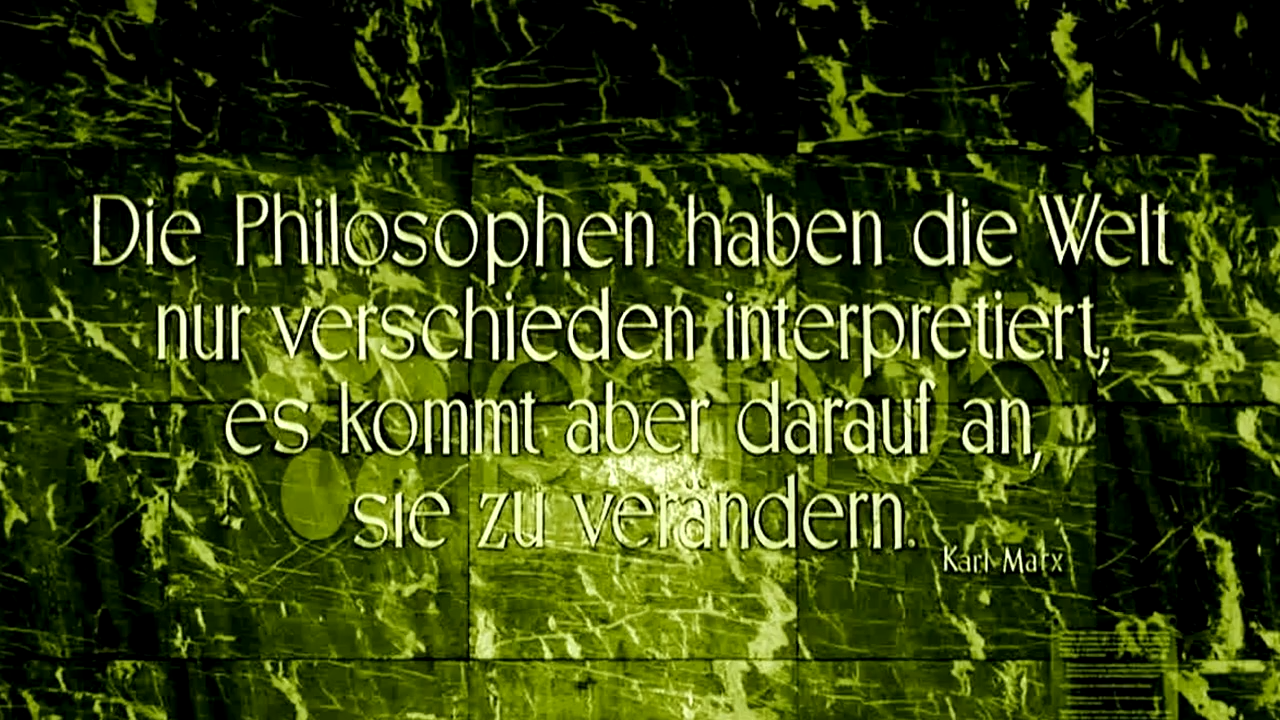 Die Philosophen haben die Welt
nur verschieden interpretiert,
es kommt aber darauf an,
sie zu verändern.
Karl Marx